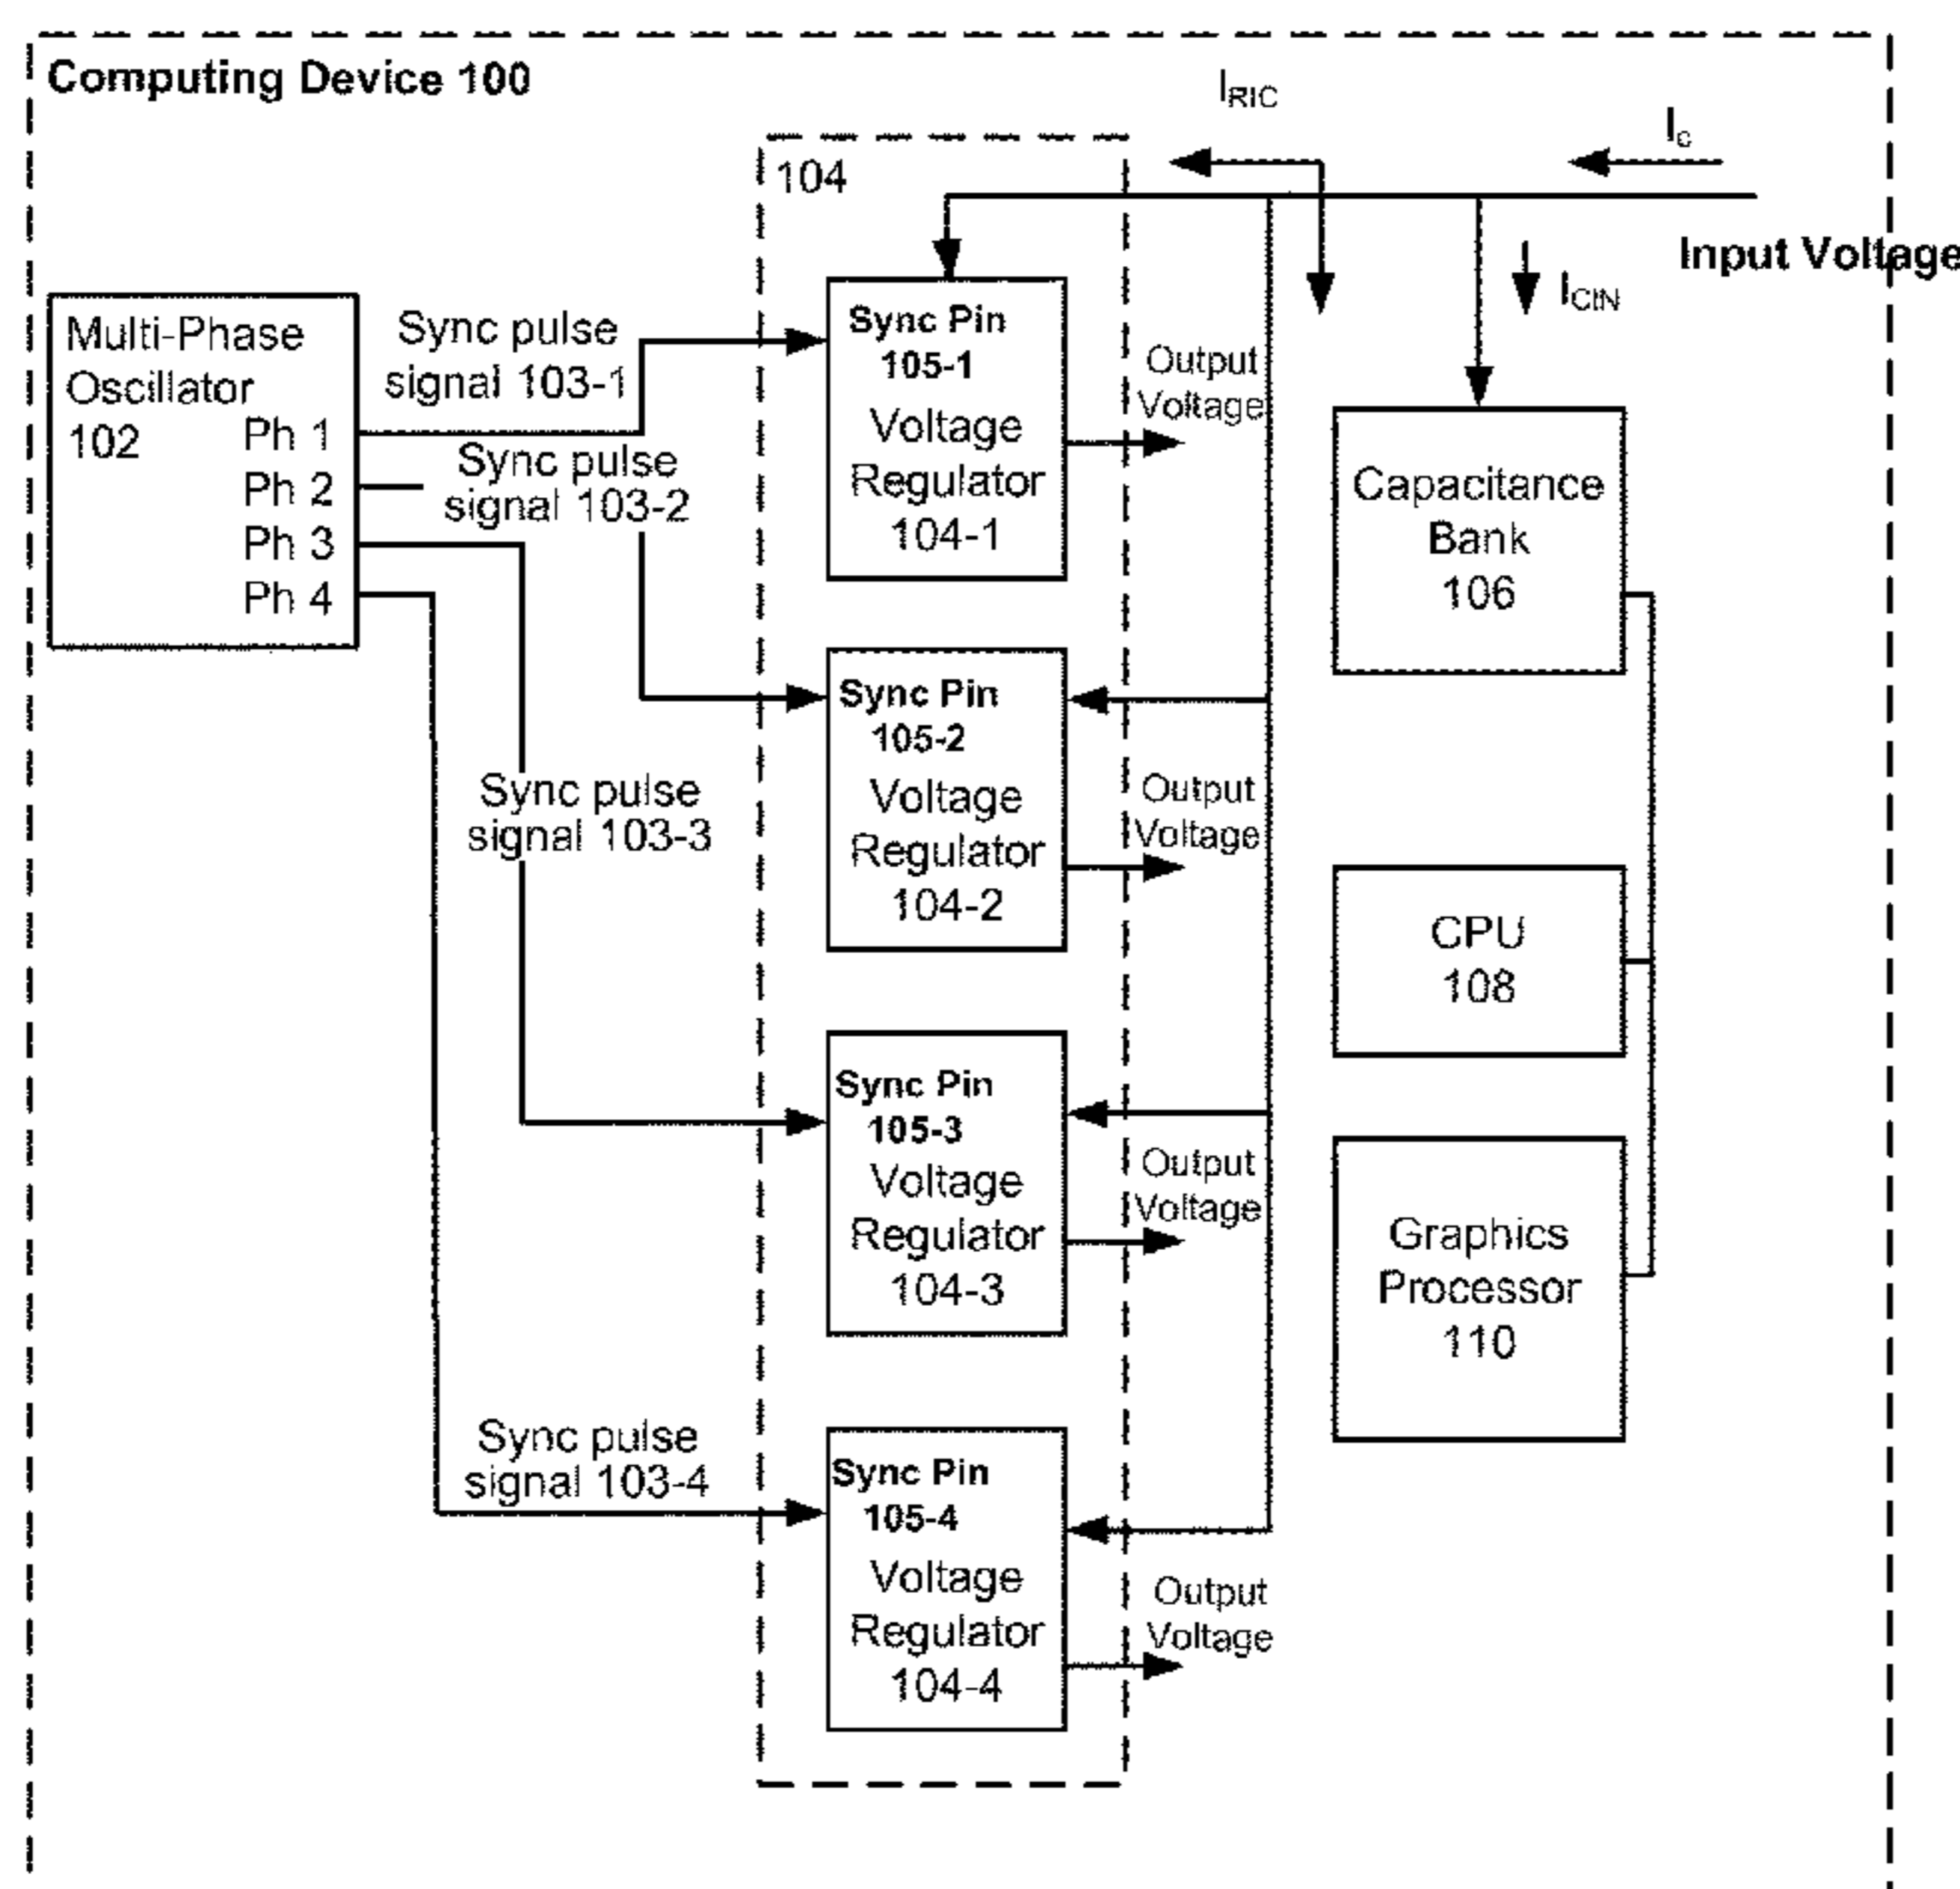 Computing Device 100
I_RIC
I_c
104
Input Voltage
I_CIN
Multi-Phase
Oscillator
102
Ph 1
Ph 2
Ph 3
Ph 4
Sync pulse
signal 103-1
Sync pulse
signal 103-2
Sync pulse
signal 103-3
Sync pulse
signal 103-4
Sync Pin
105-1
Voltage
Regulator
104-1
Output
Voltage
Sync Pin
105-2
Voltage
Regulator
104-2
Output
Voltage
Sync Pin
105-3
Voltage
Regulator
104-3
Output
Voltage
Sync Pin
105-4
Voltage
Regulator
104-4
Output
Voltage
Capacitance
Bank
106
CPU
108
Graphics
Processor
110